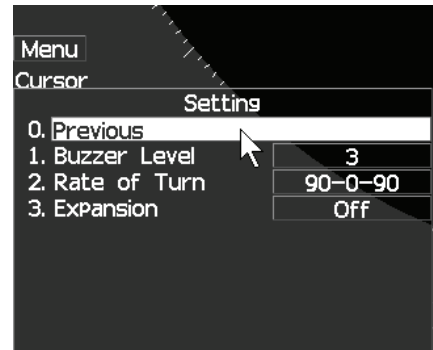 Menu
Cursor
Setting
0. Previous
1. Buzzer Level 3
2. Rate of Turn 90-0-90
3. Expansion Off